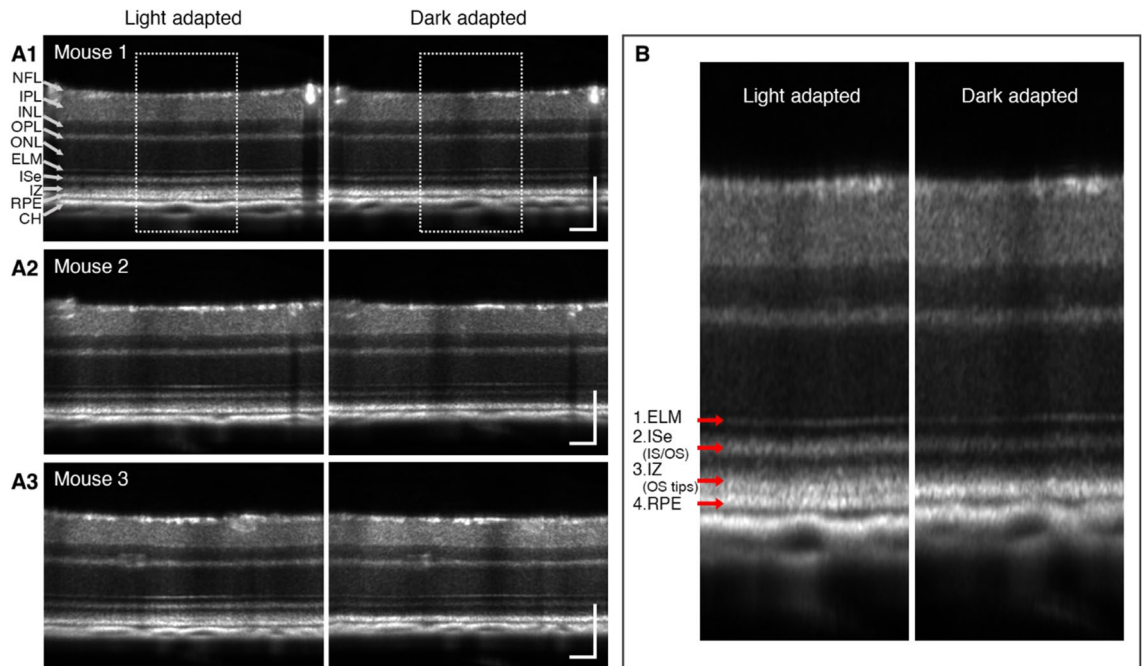 Light adapted
Dark adapted
A1
Mouse 1
NFL
IPL
INL
OPL
ONL
ELM
ISe
IZ
RPE
CH
A2
Mouse 2
A3
Mouse 3
B
Light adapted
Dark adapted
1.ELM
2.ISe
(IS/OS)
3.IZ
(OS tips)
4.RPE